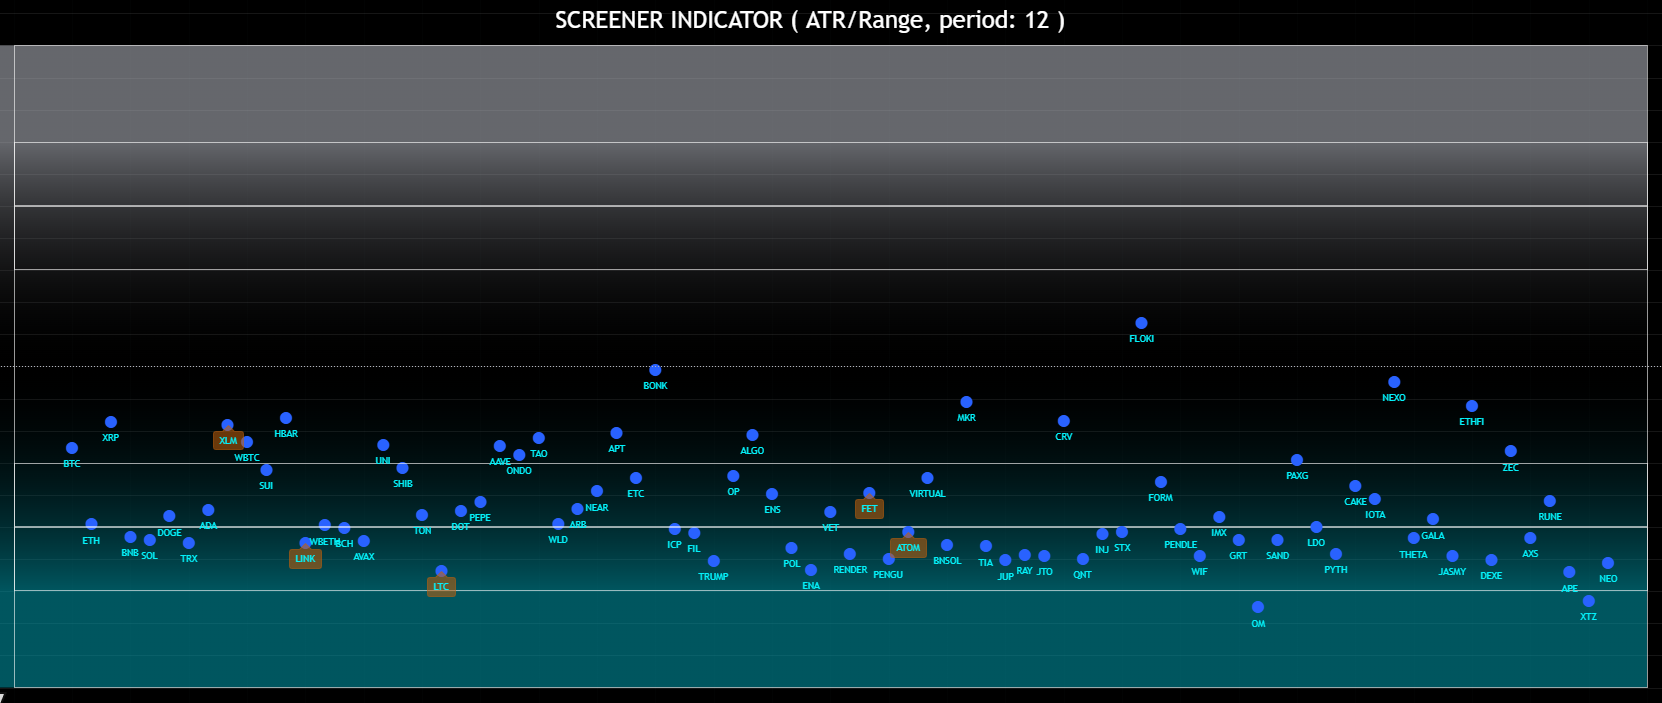 SCREENER INDICATOR ( ATR/Range, period: 12 )
FLOKI
BONK
NEXO
MKR
ETHFI
HBAR
XRP
CRV
XLM
APT
ALGO
TAO
WBTC
UNI
AAVE
BTC
ZEC
ONDO
PAXG
SHIB
SUI
OP
ETC
VIRTUAL
FORM
CAKE
NEAR
FET
ENS
IOTA
RUNE
PEPE
ARB
ADA
DOT
VET
TON
DOGE
IMX
GALA
ETH
WLD
WBETH
LDO
BCH
ICP
PENDLE
ATOM
STX
FIL
INJ
BNB
THETA
AXS
SOL
GRT
SAND
AVAX
TRX
LINK
BNSOL
TIA
POL
RENDER
PYTH
RAY
JTO
WIF
JASMY
PENGU
QNT
JUP
DEXE
TRUMP
NEO
ENA
LTC
APE
XTZ
OM